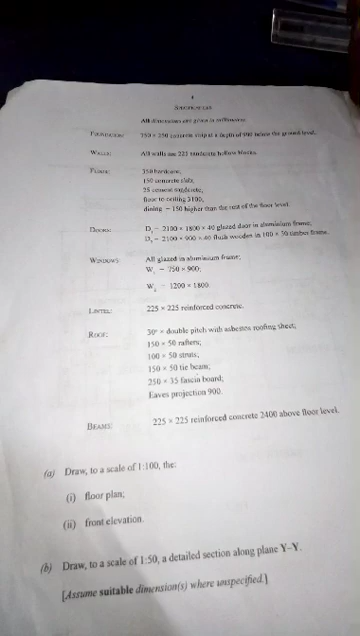 4
SPECIFICATION
All dimensions are given in millimetres
FOUNDATION: 750 × 250 concrete strip at a depth of 900 below the ground level.
WALLS: All walls are 225 sandcrete hollow blocks.
FLOOR: 350 hardcore;
150 concrete slab;
25 cement sandcrete;
floor to ceiling 3100;
dining – 150 higher than the rest of the floor level.
DOORS: D₁ – 2100 × 1800 × 40 glazed door in aluminium frame;
D₂ – 2100 × 900 × 40 flush wooden in 100 × 50 timber frame.
WINDOWS: All glazed in aluminium frame;
W₁ – 750 × 900;
W₂ – 1200 × 1800
LINTEL: 225 × 225 reinforced concrete.
ROOF: 30° × double pitch with asbestos roofing sheet;
150 × 50 rafters;
100 × 50 struts;
150 × 50 tie beam;
250 × 35 fascia board;
Eaves projection 900.
BEAMS: 225 × 225 reinforced concrete 2400 above floor level.
(a) Draw, to a scale of 1:100, the:
(i) floor plan;
(ii) front elevation.
(b) Draw, to a scale of 1:50, a detailed section along plane Y–Y.
[Assume suitable dimension(s) where unspecified.]